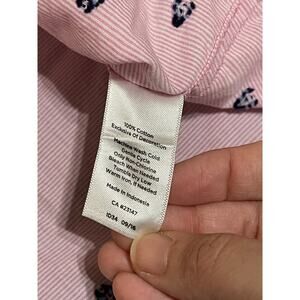 100% Cotton
Exclusive Of Decoration
Machine Wash Cold
Gentle Cycle
Only Non-Chlorine
Bleach When Needed
Tumble Dry Low
Warm Iron, If Needed
Made In Indonesia
CA #23147
ID34 09/16